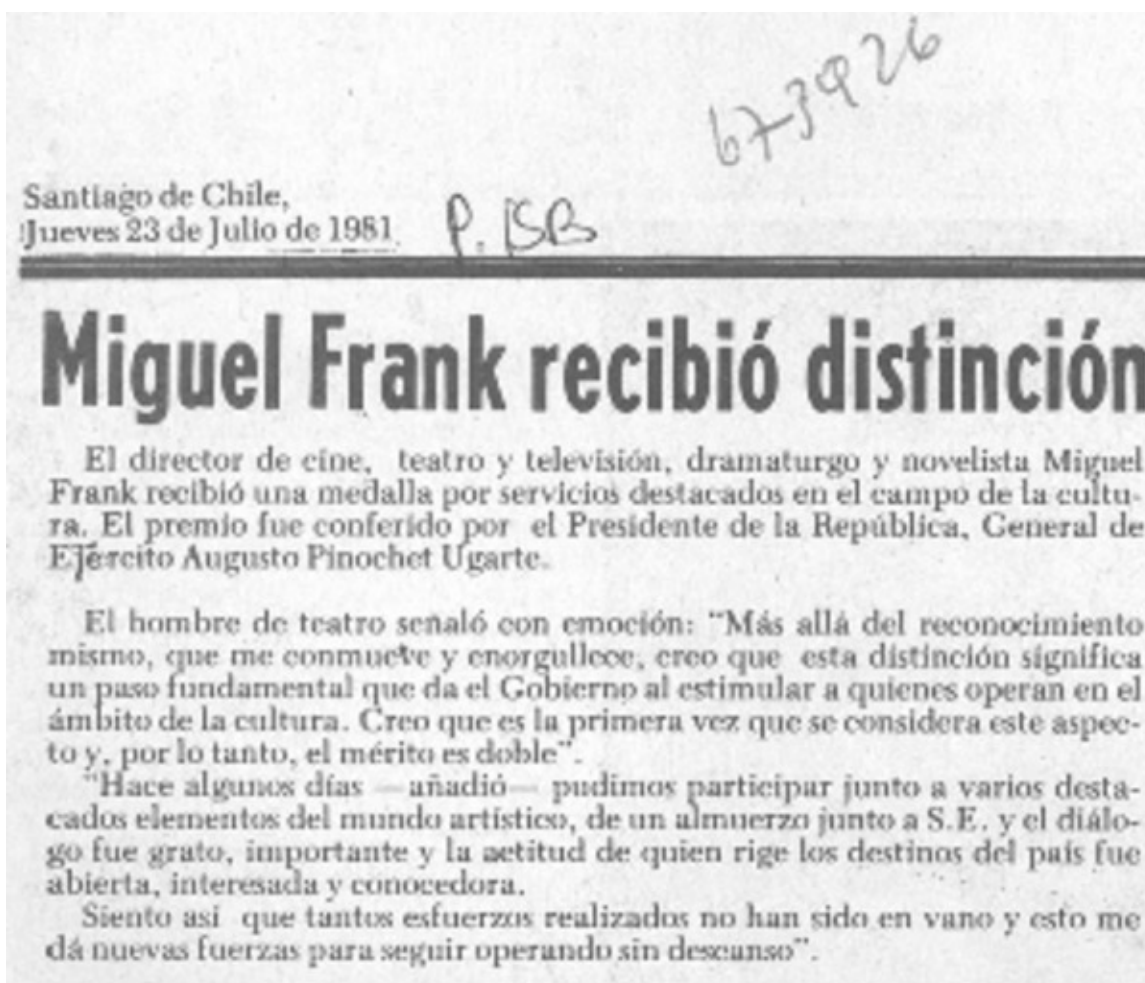 673926
Santiago de Chile,
Jueves 23 de Julio de 1981
P. ISB
Miguel Frank recibió distinción
El director de cine, teatro y televisión, dramaturgo y novelista Miguel
Frank recibió una medalla por servicios destacados en el campo de la cultu-
ra. El premio fue conferido por el Presidente de la República, General de
Ejército Augusto Pinochet Ugarte.
El hombre de teatro señaló con emoción: "Más allá del reconocimiento
mismo, que me conmueve y enorgullece, creo que esta distinción significa
un paso fundamental que da el Gobierno al estimular a quienes operan en el
ámbito de la cultura. Creo que es la primera vez que se considera este aspec-
to y, por lo tanto, el mérito es doble".
"Hace algunos días —añadió— pudimos participar junto a varios desta-
cados elementos del mundo artístico, de un almuerzo junto a S.E. y el diálo-
go fue grato, importante y la actitud de quien rige los destinos del país fue
abierta, interesada y conocedora.
Siento así que tantos esfuerzos realizados no han sido en vano y esto me
dá nuevas fuerzas para seguir operando sin descanso".